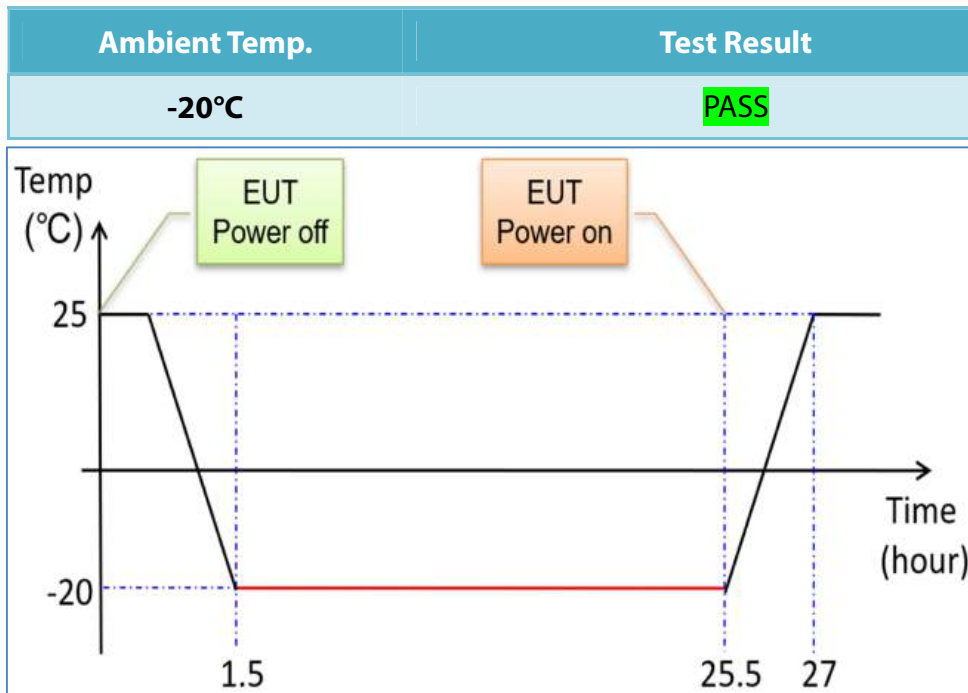 Ambient Temp. Test Result
-20°C PASS
Temp
(°C)
EUT
Power off
EUT
Power on
25
Time
(hour)
-20
1.5 25.5 27